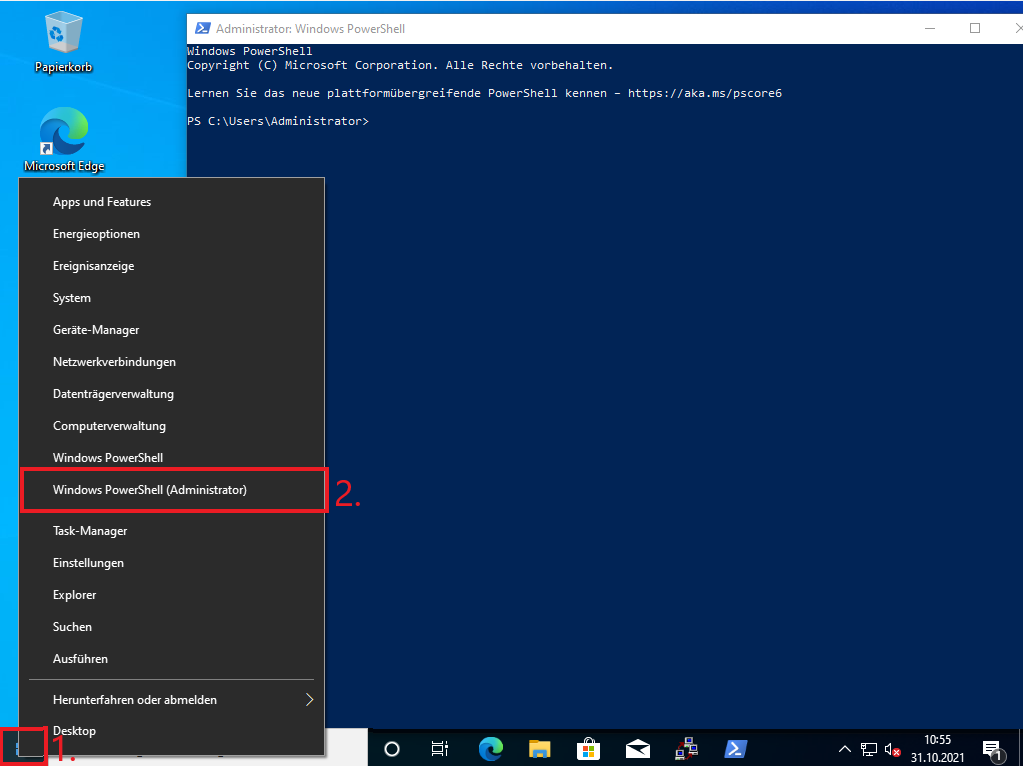 Papierkorb
Microsoft Edge
Administrator: Windows PowerShell
Windows PowerShell
Copyright (C) Microsoft Corporation. Alle Rechte vorbehalten.
Lernen Sie das neue plattformübergreifende PowerShell kennen – https://aka.ms/pscore6
PS C:\Users\Administrator>
Apps und Features
Energieoptionen
Ereignisanzeige
System
Geräte-Manager
Netzwerkverbindungen
Datenträgerverwaltung
Computerverwaltung
Windows PowerShell
Windows PowerShell (Administrator)
2.
Task-Manager
Einstellungen
Explorer
Suchen
Ausführen
Herunterfahren oder abmelden
Desktop
1.
10:55
31.10.2021
1